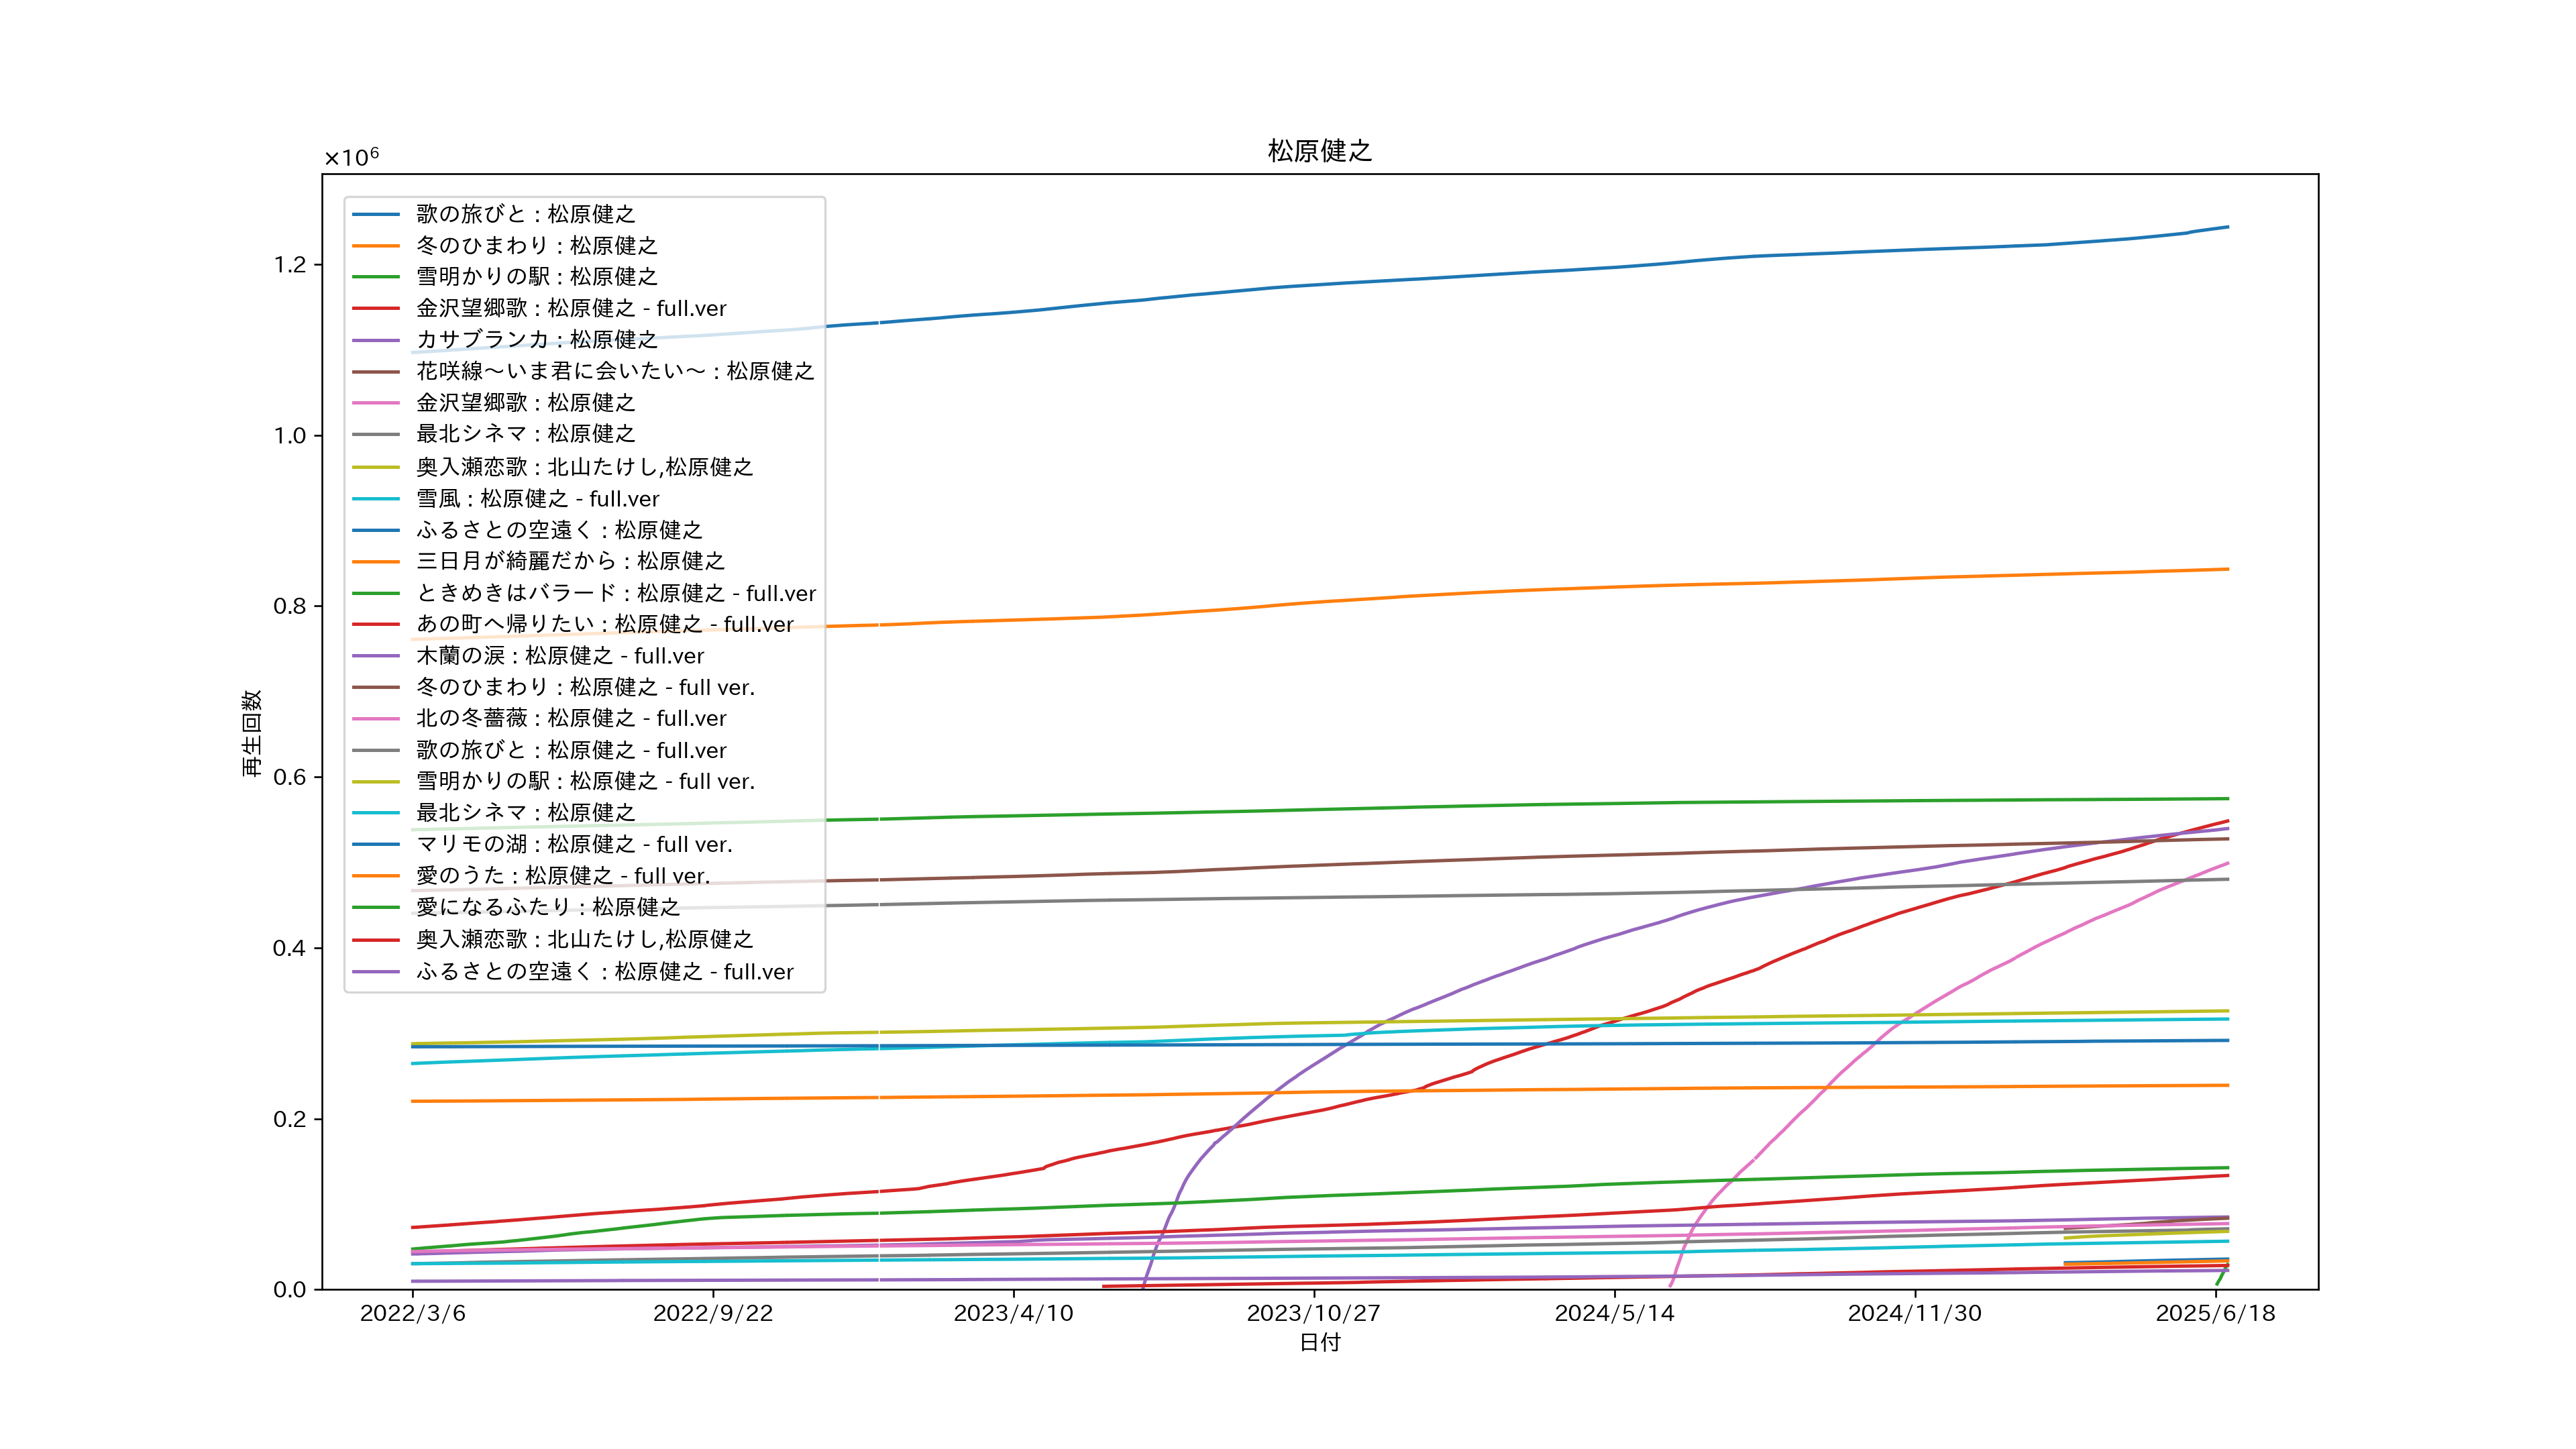 松原健之
×10⁶
歌の旅びと : 松原健之
冬のひまわり : 松原健之
雪明かりの駅 : 松原健之
金沢望郷歌 : 松原健之 - full.ver
カサブランカ : 松原健之
花咲線～いま君に会いたい～ : 松原健之
金沢望郷歌 : 松原健之
最北シネマ : 松原健之
奥入瀬恋歌 : 北山たけし,松原健之
雪風 : 松原健之 - full.ver
ふるさとの空遠く : 松原健之
三日月が綺麗だから : 松原健之
ときめきはバラード : 松原健之 - full.ver
あの町へ帰りたい : 松原健之 - full.ver
木蘭の涙 : 松原健之 - full.ver
冬のひまわり : 松原健之 - full ver.
北の冬薔薇 : 松原健之 - full.ver
歌の旅びと : 松原健之 - full.ver
雪明かりの駅 : 松原健之 - full ver.
最北シネマ : 松原健之
マリモの湖 : 松原健之 - full ver.
愛のうた : 松原健之 - full ver.
愛になるふたり : 松原健之
奥入瀬恋歌 : 北山たけし,松原健之
ふるさとの空遠く : 松原健之 - full.ver
1.2
1.0
0.8
0.6
0.4
0.2
0.0
再生回数
2022/3/6
2022/9/22
2023/4/10
2023/10/27
2024/5/14
2024/11/30
2025/6/18
日付